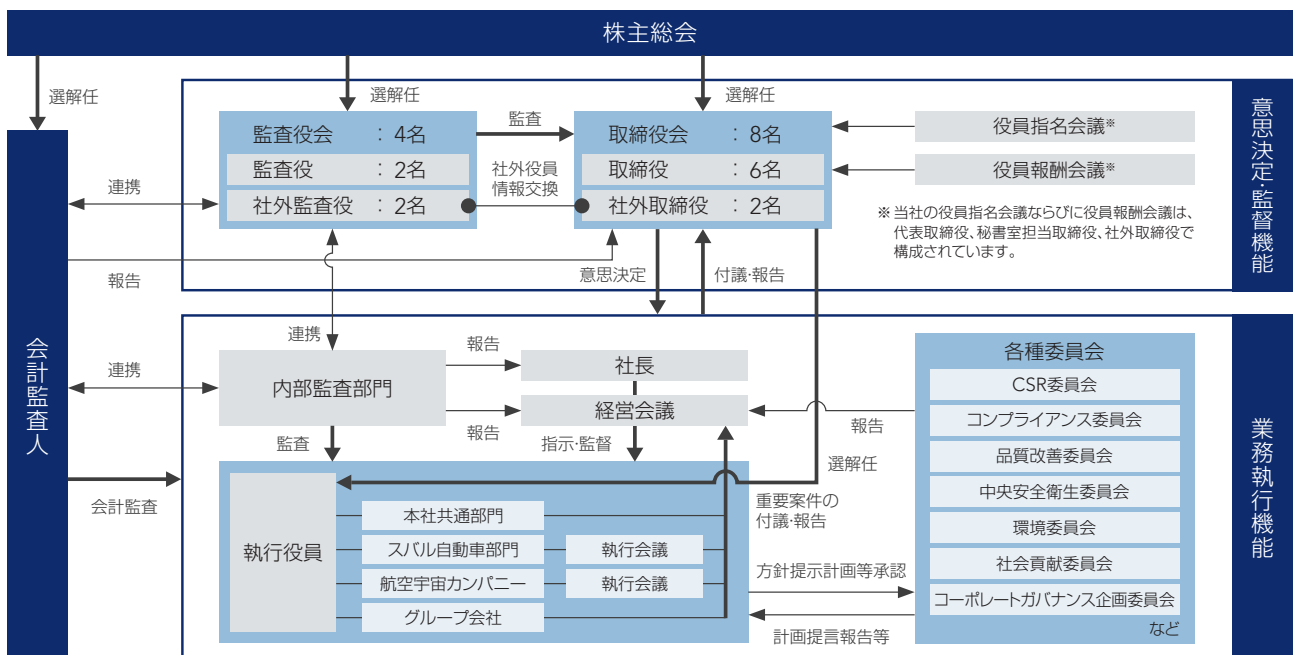 株主総会
選解任
選解任
選解任
監査役会 : 4名
監査役 : 2名
社外監査役 : 2名
監査
社外役員
情報交換
取締役会 : 8名
取締役 : 6名
社外取締役 : 2名
役員指名会議※
役員報酬会議※
※当社の役員指名会議ならびに役員報酬会議は、
代表取締役、秘書室担当取締役、社外取締役で
構成されています。
意思決定・監督機能
連携
報告
意思決定
付議・報告
会計監査人
連携
連携
会計監査
内部監査部門
報告
報告
社長
経営会議
監査
指示・監督
報告
選解任
重要案件の
付議・報告
執行役員
本社共通部門
スバル自動車部門
執行会議
航空宇宙カンパニー
執行会議
グループ会社
方針提示計画等承認
計画提言報告等
各種委員会
CSR委員会
コンプライアンス委員会
品質改善委員会
中央安全衛生委員会
環境委員会
社会貢献委員会
コーポレートガバナンス企画委員会
など
業務執行機能